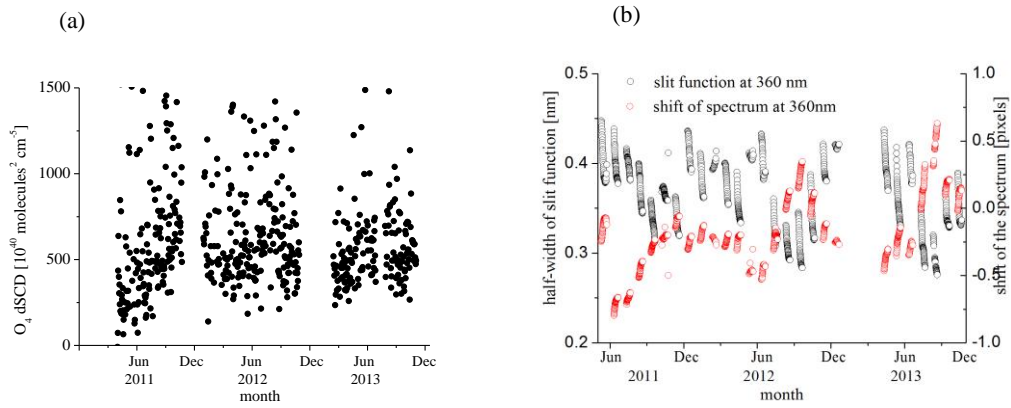 (a)
1500
1000
750
500
250
0
O4 dSCD [10^40 molecules^2 cm^-5]
Jun Dec Jun Dec Jun Dec
2011 2012 2013
month
(b)
slit function at 360 nm
shift of spectrum at 360nm
0.5
0.4
0.3
0.2
half-width of slit function [nm]
1.0
0.5
0.0
-0.5
-1.0
shift of the spectrum [pixels]
Jun Dec Jun Dec Jun Dec
2011 2012 2013
month